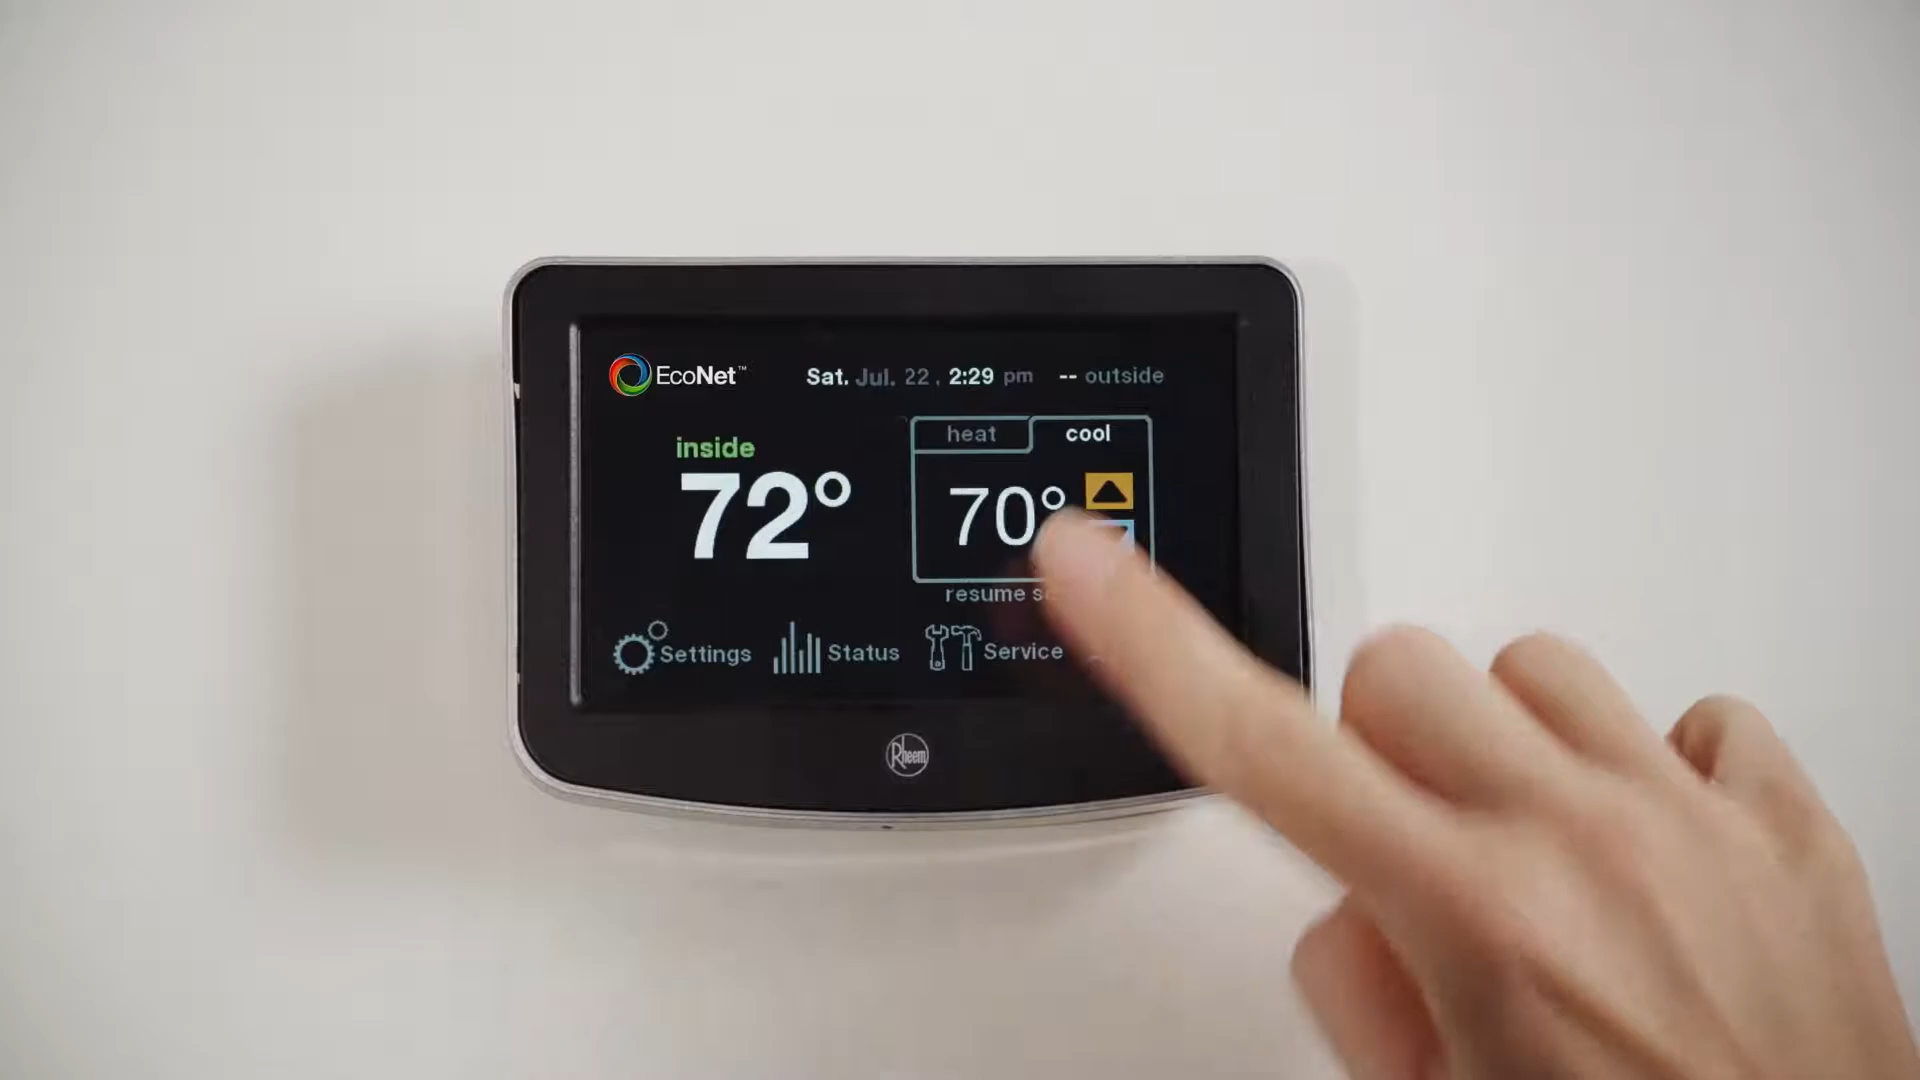 EcoNet™ Sat. Jul. 22, 2:29 pm -- outside
heat cool
inside
72° 70°
resume
Settings Status Service
Rheem